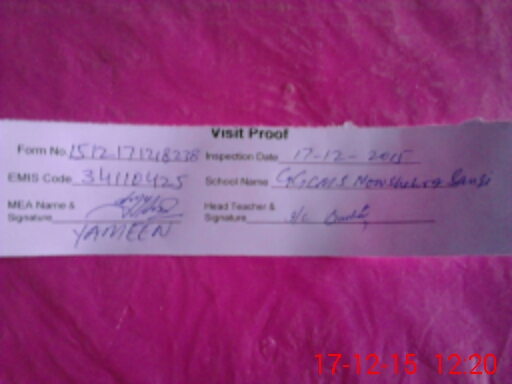 Visit Proof
Form No. 1512171218238 Inspection Date 17-12-2015
EMIS Code 34110425 School Name
MEA Name & Signature Head Teacher & Signature
YAMEEN
17-12-15 12:20